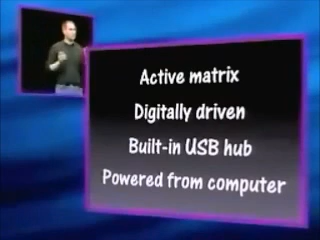 Active matrix
Digitally driven
Built-in USB hub
Powered from computer